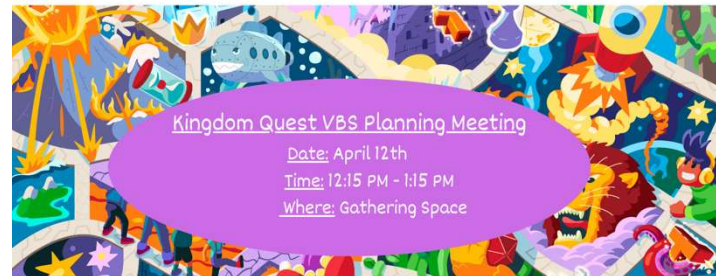 Kingdom Quest VBS Planning Meeting
Date: April 12th
Time: 12:15 PM - 1:15 PM
Where: Gathering Space